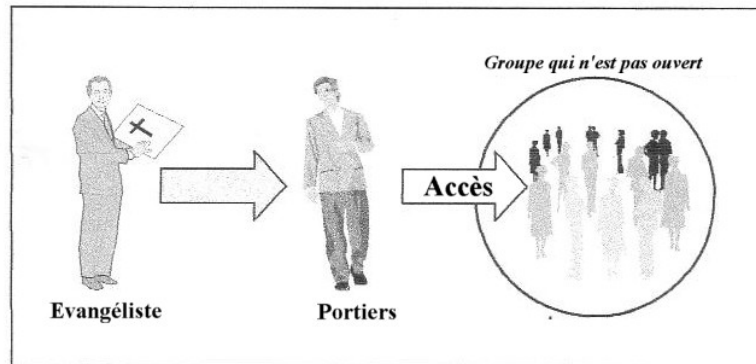 Groupe qui n'est pas ouvert
Accès
Evangéliste
Portiers